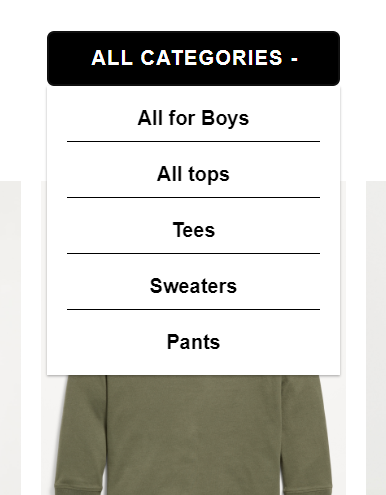 ALL CATEGORIES -
All for Boys
All tops
Tees
Sweaters
Pants